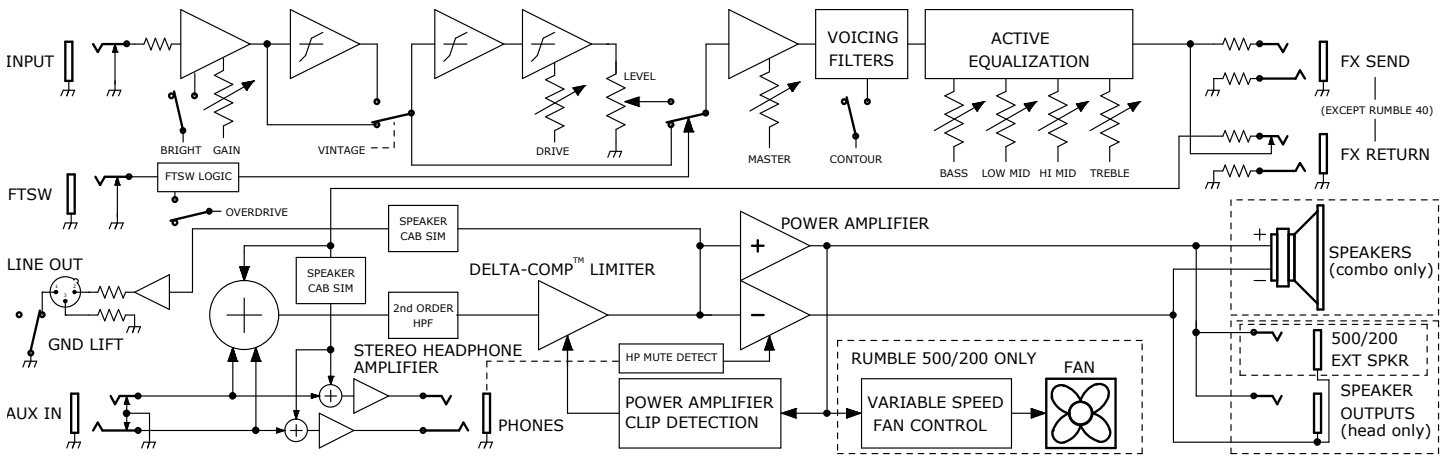 INPUT
BRIGHT
GAIN
VINTAGE
DRIVE
LEVEL
MASTER
VOICING
FILTERS
CONTOUR
ACTIVE
EQUALIZATION
BASS
LOW MID
HI MID
TREBLE
FX SEND
(EXCEPT RUMBLE 40)
FX RETURN
FTSW
FTSW LOGIC
OVERDRIVE
SPEAKER
CAB SIM
POWER AMPLIFIER
+
−
LINE OUT
GND LIFT
SPEAKER
CAB SIM
2nd ORDER
HPF
DELTA-COMP™ LIMITER
+
−
SPEAKERS
(combo only)
STEREO HEADPHONE
AMPLIFIER
HP MUTE DETECT
RUMBLE 500/200 ONLY
FAN
500/200
EXT SPKR
AUX IN
PHONES
POWER AMPLIFIER
CLIP DETECTION
VARIABLE SPEED
FAN CONTROL
SPEAKER
OUTPUTS
(head only)